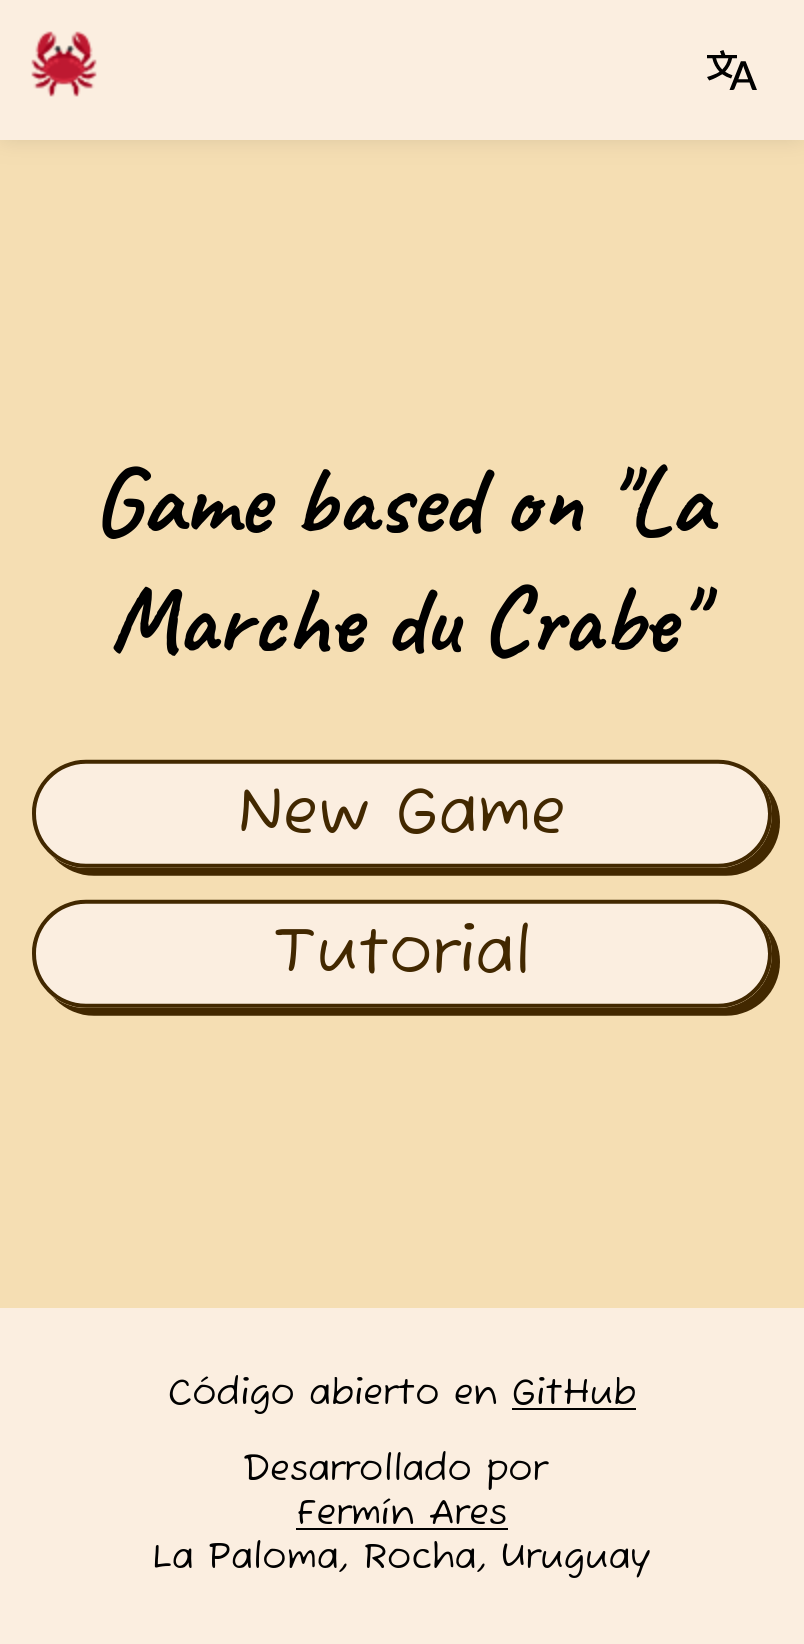 文A
Game based on "La
Marche du Crabe"
New Game
Tutorial
Código abierto en GitHub
Desarrollado por
Fermín Ares
La Paloma, Rocha, Uruguay